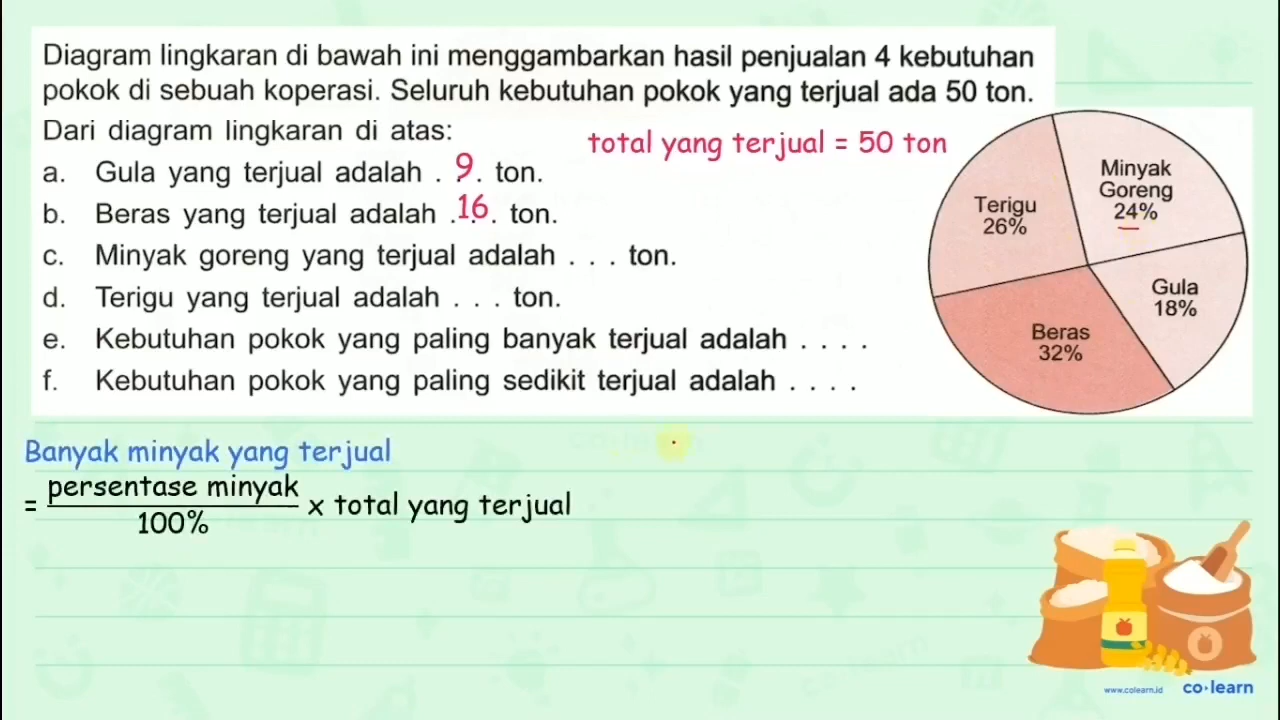 Diagram lingkaran di bawah ini menggambarkan hasil penjualan 4 kebutuhan
pokok di sebuah koperasi. Seluruh kebutuhan pokok yang terjual ada 50 ton.
Dari diagram lingkaran di atas:
total yang terjual = 50 ton
a. Gula yang terjual adalah . 9 . ton.
b. Beras yang terjual adalah . 16 . ton.
c. Minyak goreng yang terjual adalah . . . ton.
d. Terigu yang terjual adalah . . . ton.
e. Kebutuhan pokok yang paling banyak terjual adalah . . . .
f. Kebutuhan pokok yang paling sedikit terjual adalah . . . .
Terigu
26%
Minyak
Goreng
24%
Gula
18%
Beras
32%
Banyak minyak yang terjual
= persentase minyak
100%
x total yang terjual
www.colearn.id
co·learn